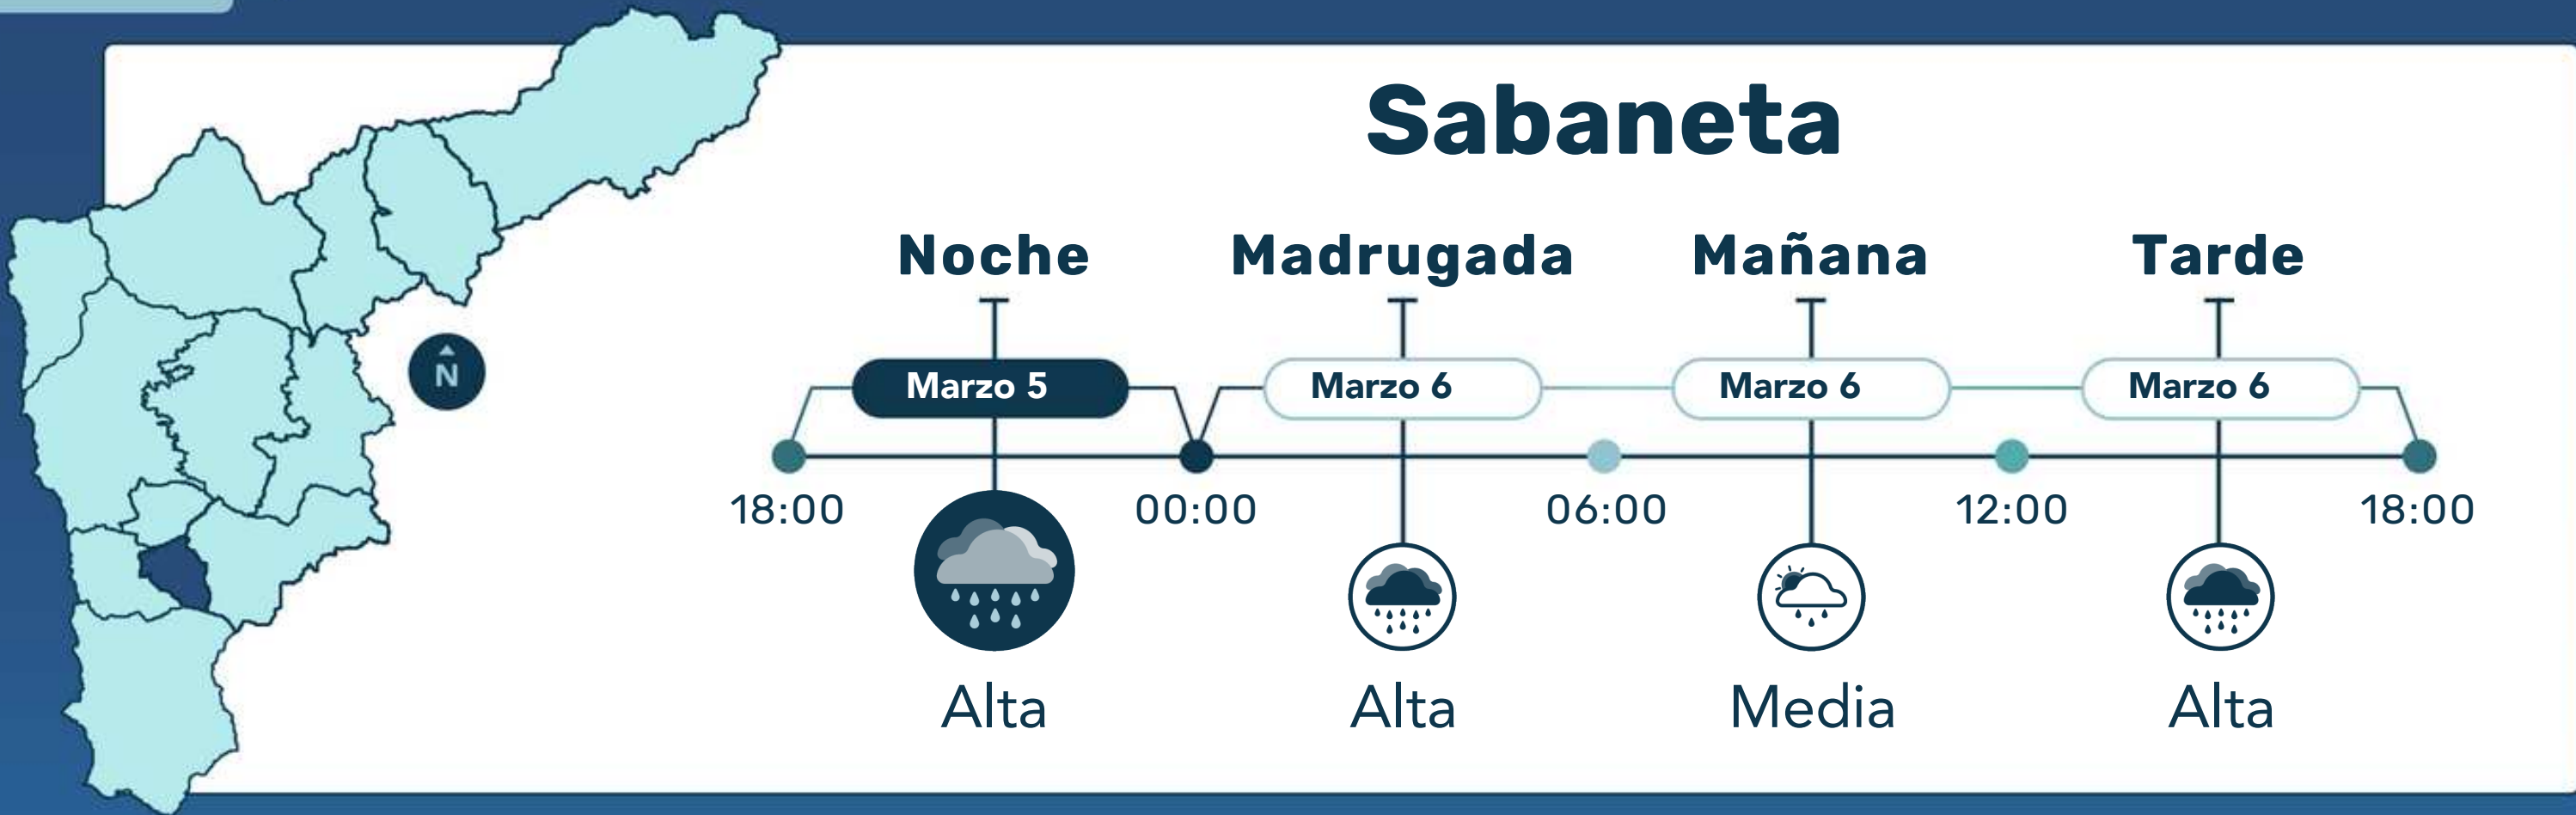 Sabaneta
Noche Madrugada Mañana Tarde
Marzo 5 Marzo 6 Marzo 6 Marzo 6
N
18:00 00:00 06:00 12:00 18:00
Alta Alta Media Alta